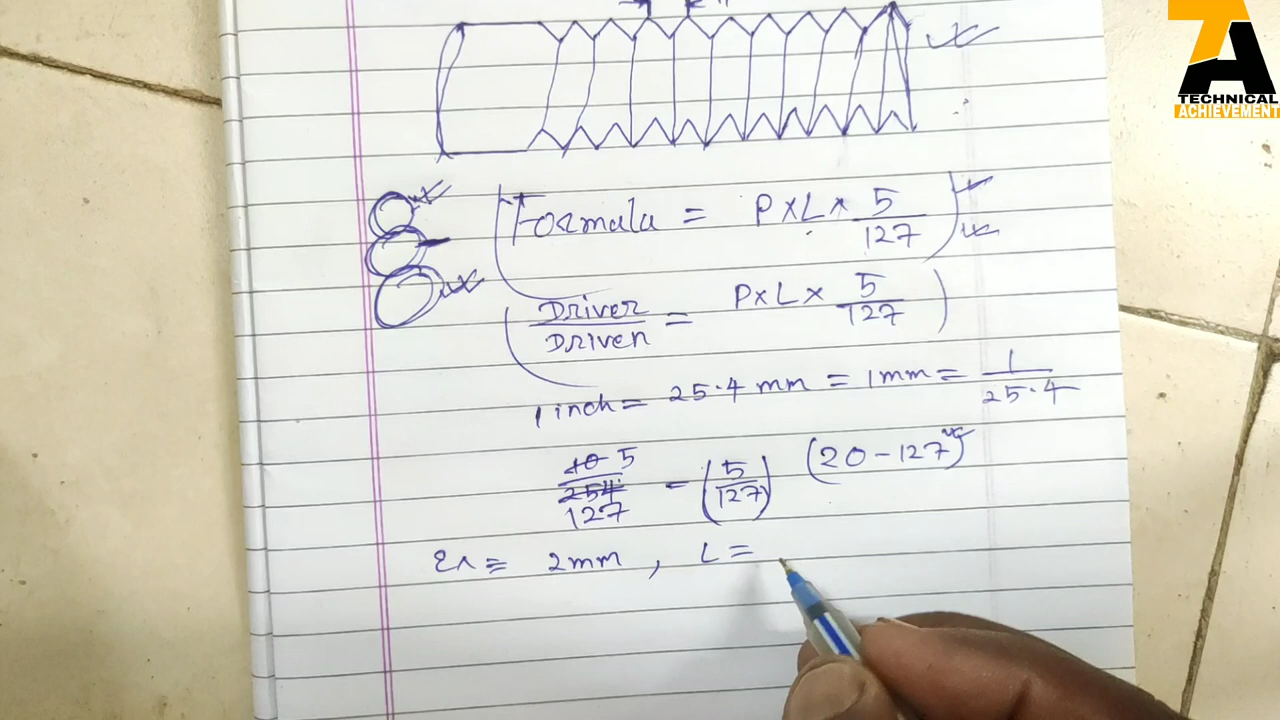 TA
TECHNICAL
ACHIEVEMENT
Formula = P×L× 5/127
Driver/Driven = P×L× 5/127
1 inch = 25.4 mm = 1mm = 1/25.4
10 5/254 127 = (5/127) (20-127)
Ex = 2mm, L =